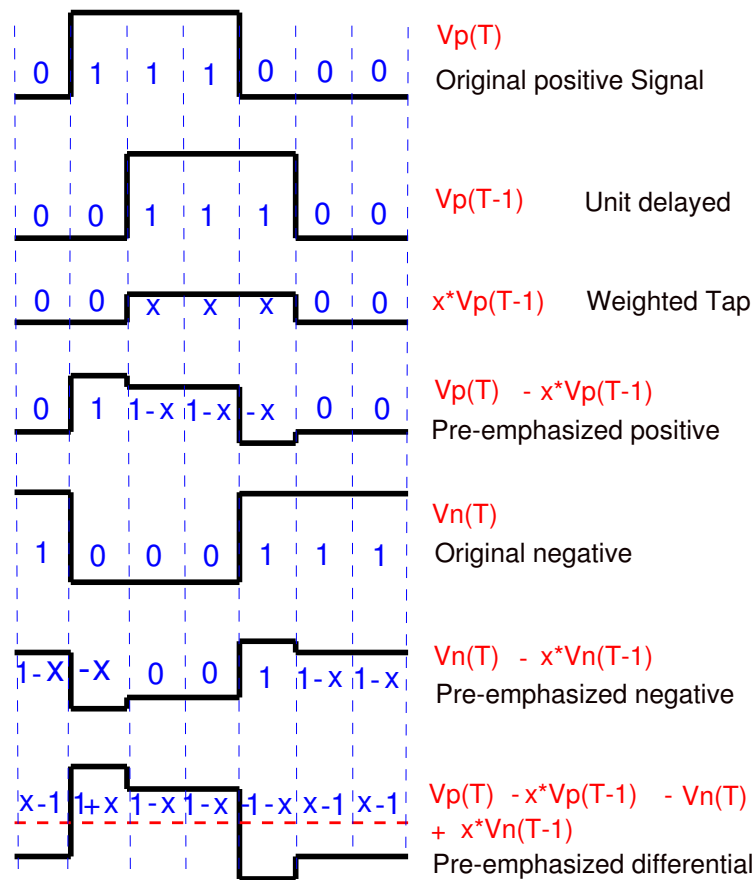 Vp(T)
0 1 1 1 0 0 0
Original positive Signal
Vp(T-1) Unit delayed
0 0 1 1 1 0 0
0 0 x x x 0 0
x*Vp(T-1) Weighted Tap
Vp(T) - x*Vp(T-1)
0 1 1-x 1-x -x 0 0
Pre-emphasized positive
Vn(T)
1 0 0 0 1 1 1
Original negative
Vn(T) - x*Vn(T-1)
1-x -x 0 0 1 1-x 1-x
Pre-emphasized negative
Vp(T) - x*Vp(T-1) - Vn(T)
x-1 1+x 1-x 1-x -1-x x-1 x-1
+ x*Vn(T-1)
Pre-emphasized differential